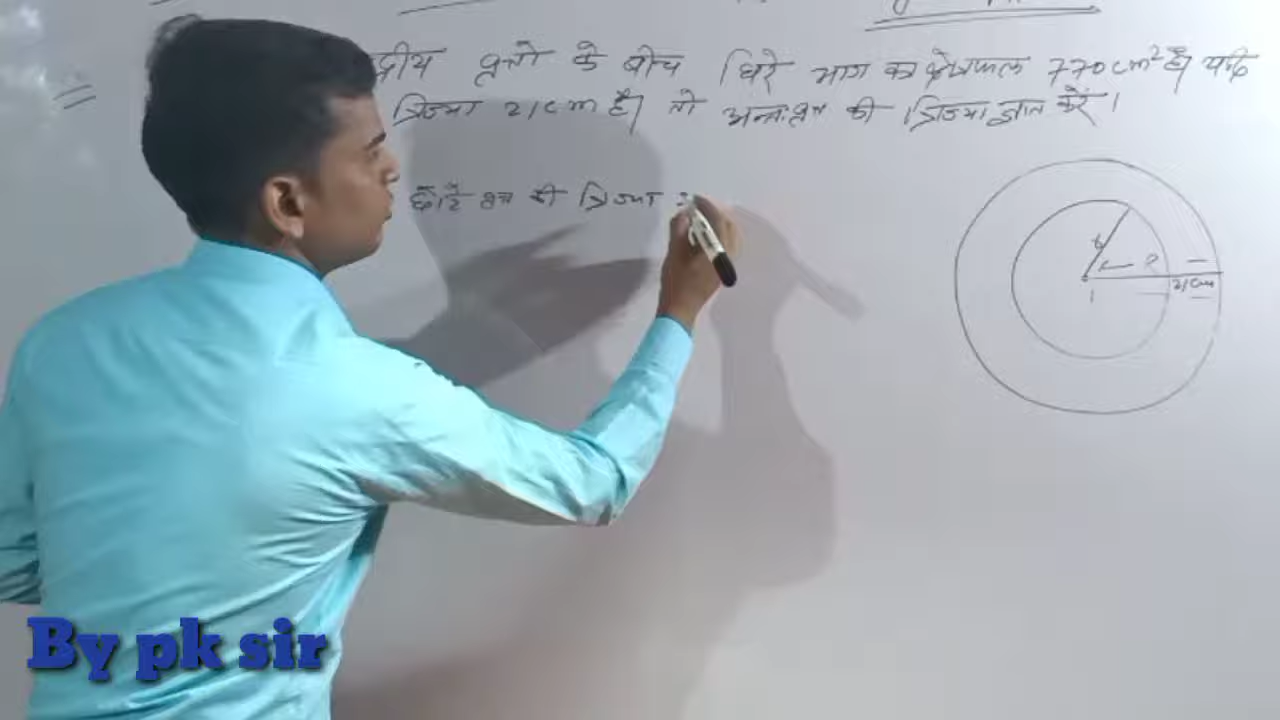 द्रीय वृत्तो के बीच घिरे भाग का क्षेत्रफल 770 cm² है। यदि
त्रिज्या 21cm है। तो अन्तःवृत्त की त्रिज्या ज्ञात करें।
छोटे वृत्त की त्रिज्या =
r
R
21cm
By pk sir